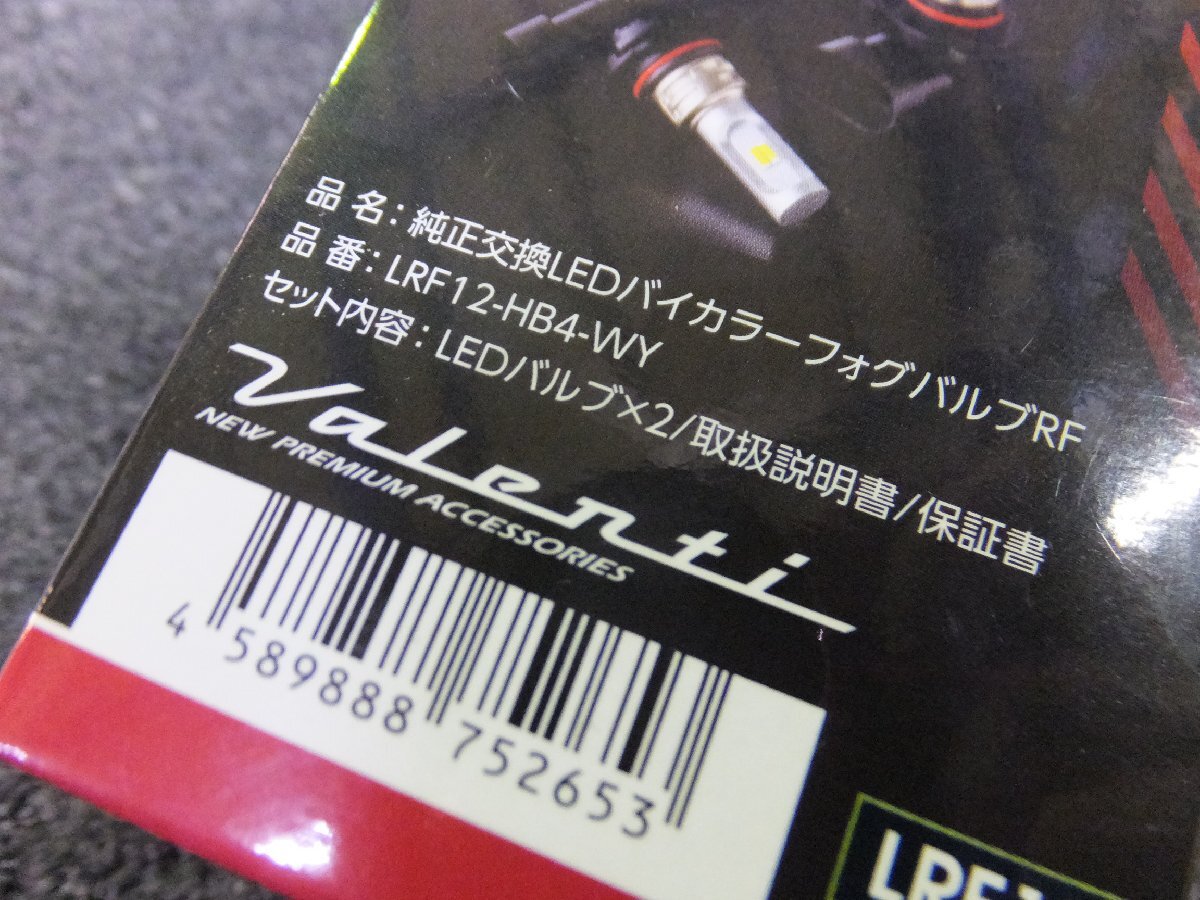 品 名：純正交換LEDバイカラーフォグバルブRF
品 番：LRF12-HB4-WY
セット内容：LEDバルブ×2/取扱説明書/保証書
Valenti
NEW PREMIUM ACCESSORIES
4 589888 752653